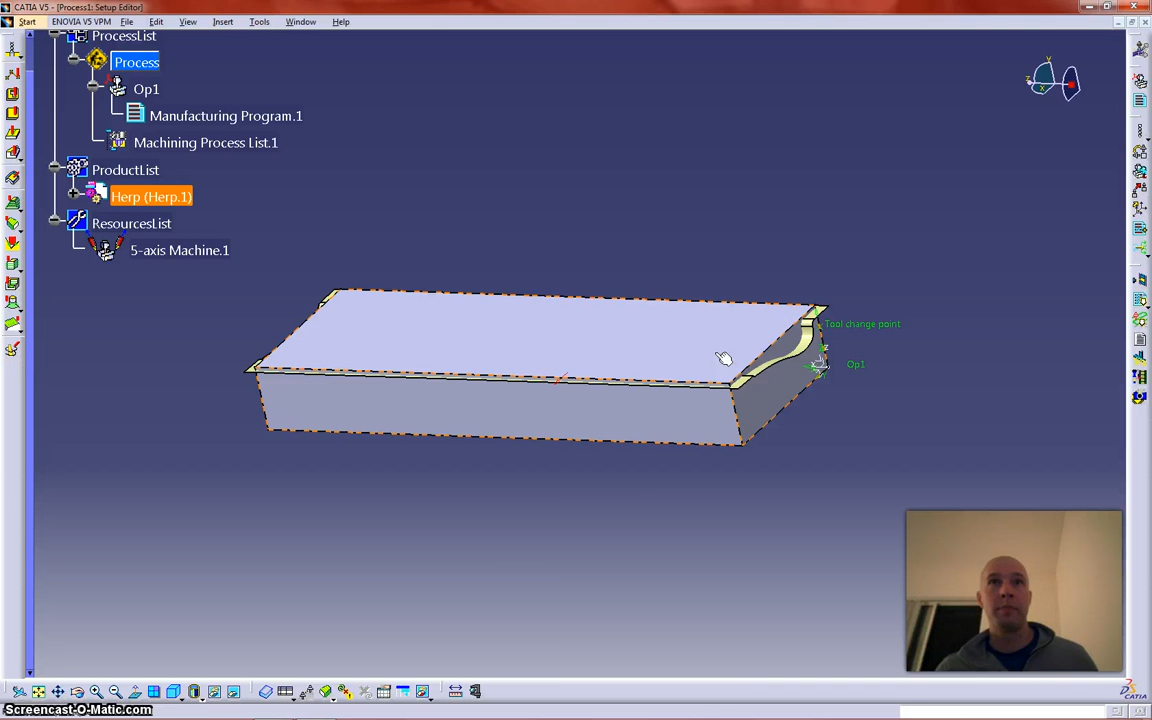 CATIA V5 - [Process1: Setup Editor]
Start ENOVIA V5 VPM File Edit View Insert Tools Window Help
ProcessList
Process
Op1
Manufacturing Program.1
Machining Process List.1
ProductList
Herp (Herp.1)
ResourcesList
5-axis Machine.1
Y
Z
X
Tool change point
Z
Op1
Screencast-O-Matic.com